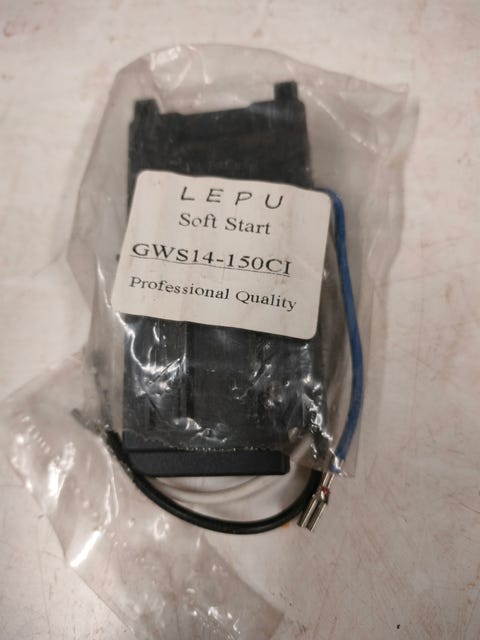 LEPU
Soft Start
GWS14-150CI
Professional Quality